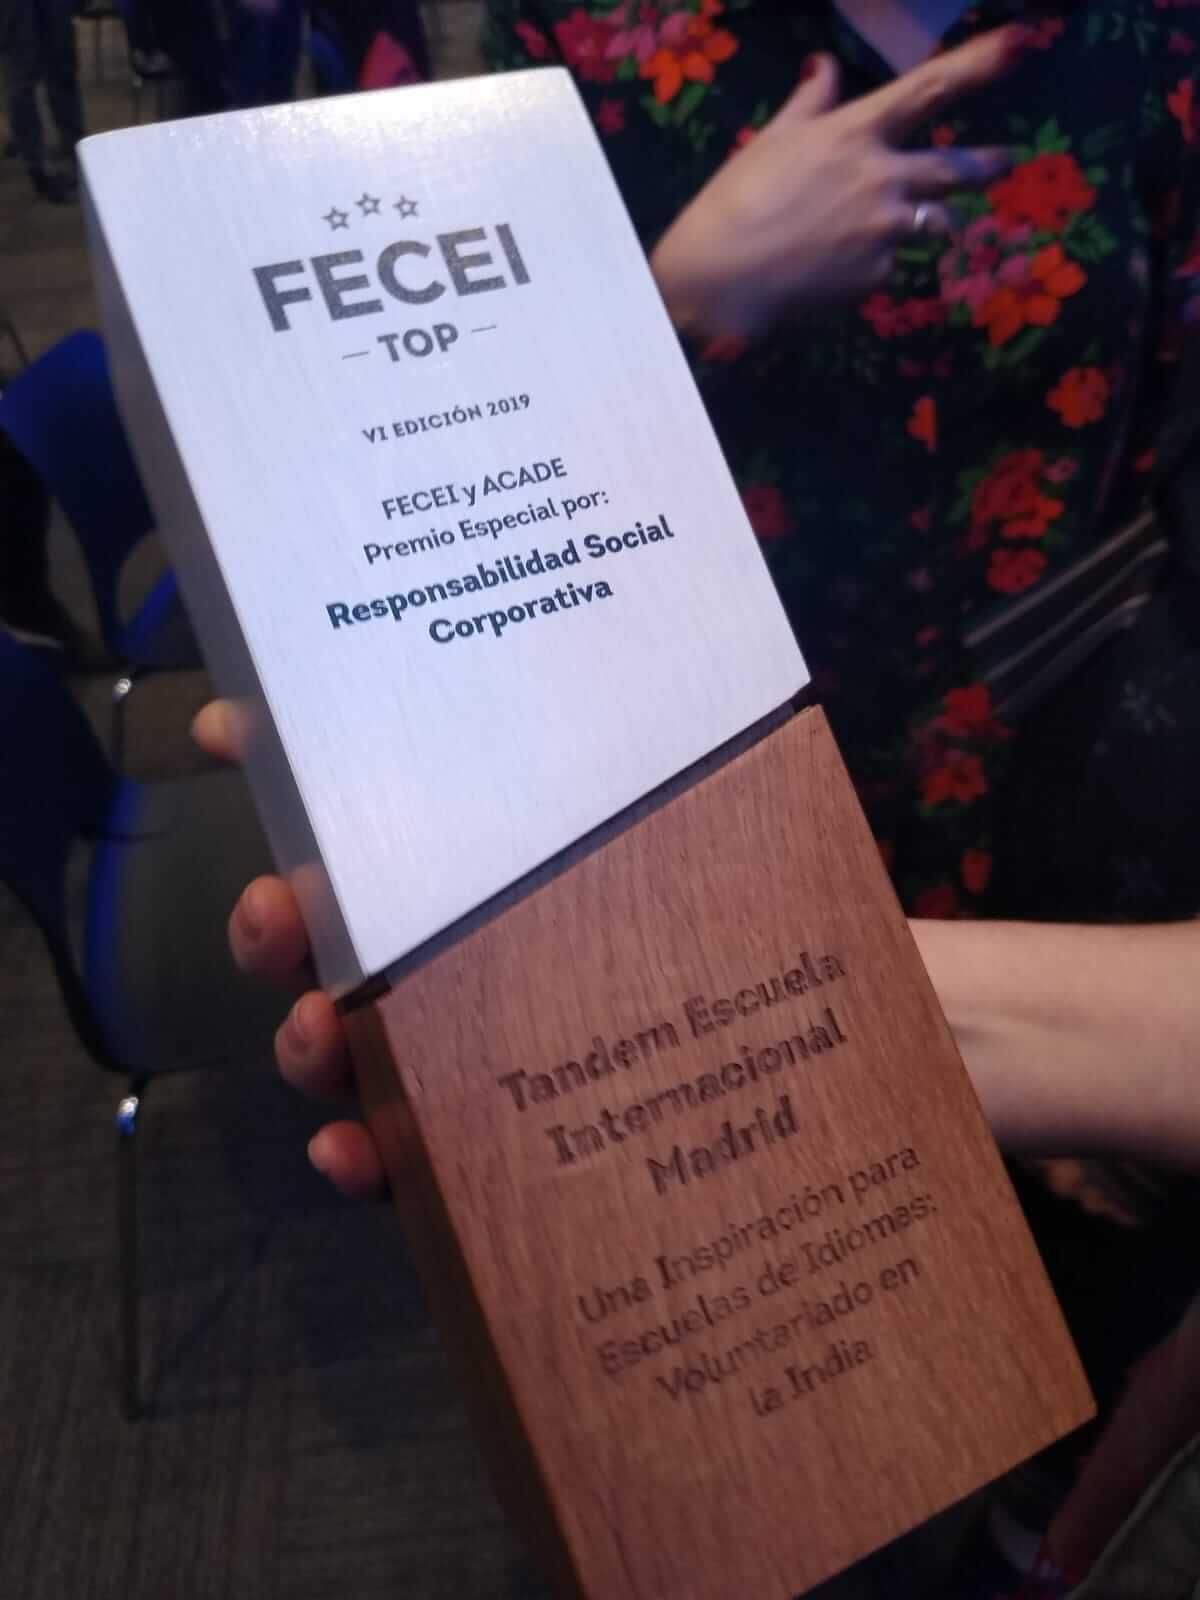 FECEI
— TOP —
VI EDICIÓN 2019
FECEI y ACADE
Premio Especial por:
Responsabilidad Social
Corporativa
Tandem Escuela
Internacional
Madrid
Una Inspiración para
Escuelas de Idiomas:
Voluntariado en
la India